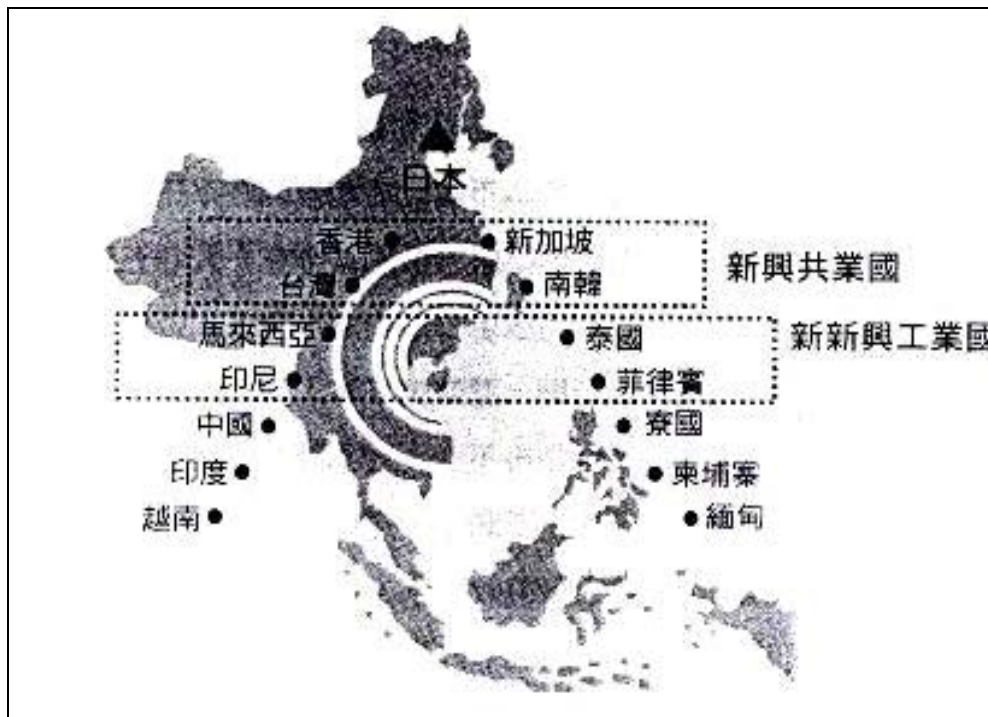 日本
香港 新加坡
台灣 南韓
新興共業國
馬來西亞 泰國
新新興工業國
印尼 菲律賓
中國 寮國
印度 柬埔寨
越南 緬甸